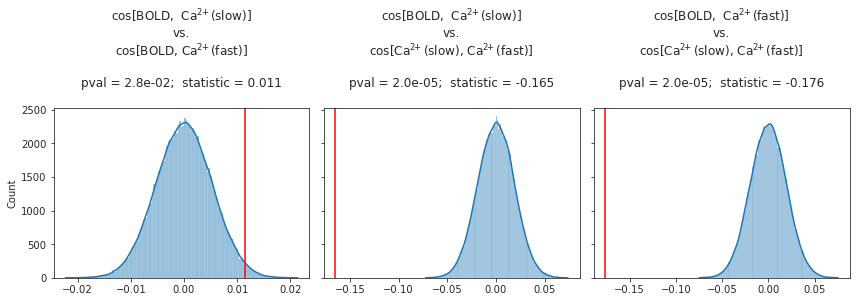 cos[BOLD, Ca²⁺(slow)]
vs.
cos[BOLD, Ca²⁺(fast)]
pval = 2.8e-02; statistic = 0.011
cos[BOLD, Ca²⁺(slow)]
vs.
cos[Ca²⁺(slow), Ca²⁺(fast)]
pval = 2.0e-05; statistic = -0.165
cos[BOLD, Ca²⁺(fast)]
vs.
cos[Ca²⁺(slow), Ca²⁺(fast)]
pval = 2.0e-05; statistic = -0.176
Count
2500
2000
1500
1000
500
0
−0.02 −0.01 0.00 0.01 0.02
−0.15 −0.10 −0.05 0.00 0.05
−0.15 −0.10 −0.05 0.00 0.05